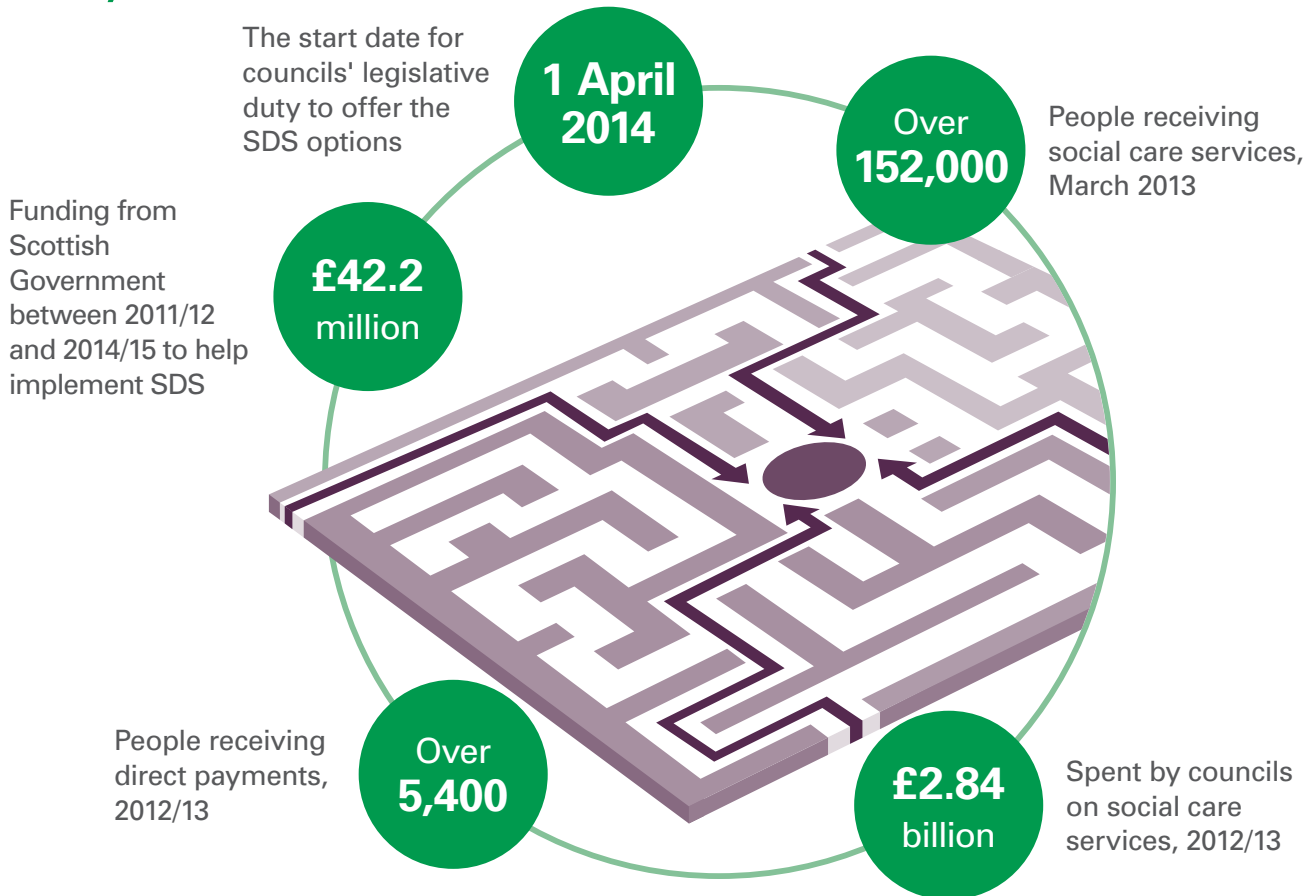 The start date for
councils' legislative
duty to offer the
SDS options
1 April
2014
Over
152,000
People receiving
social care services,
March 2013
Funding from
Scottish
Government
between 2011/12
and 2014/15 to help
implement SDS
£42.2
million
People receiving
direct payments,
2012/13
Over
5,400
£2.84
billion
Spent by councils
on social care
services, 2012/13